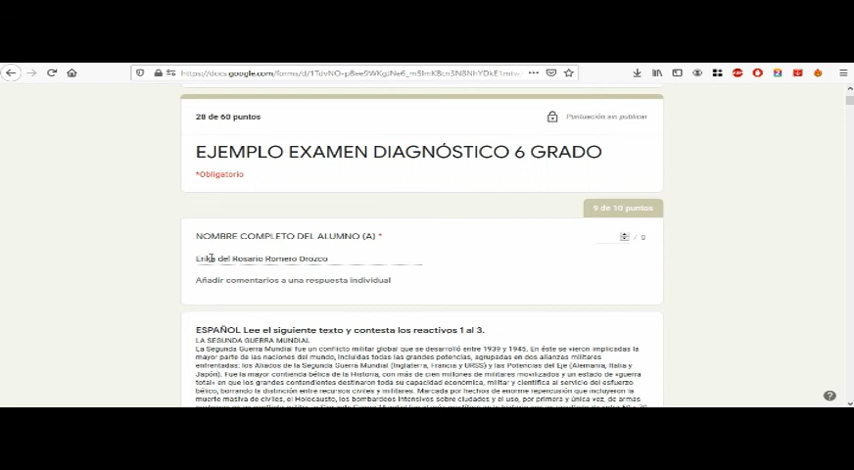 28 de 60 puntos
Puntuación sin publicar
EJEMPLO EXAMEN DIAGNÓSTICO 6 GRADO
*Obligatorio
9 de 10 puntos
NOMBRE COMPLETO DEL ALUMNO (A) *
/ 0
del Rosario Romero Orozco
Añadir comentarios a una respuesta individual
ESPAÑOL Lee el siguiente texto y contesta los reactivos 1 al 3.
LA SEGUNDA GUERRA MUNDIAL
La Segunda Guerra Mundial fue un conflicto militar global que se desarrolló entre 1939 y 1945. En éste se vieron implicadas la
mayor parte de las naciones del mundo, incluidas todas las grandes potencias, agrupadas en dos alianzas militares
enfrentadas: los Aliados de la Segunda Guerra (Inglaterra, Francia y URSS) y las Potencias del Eje (Alemania, Italia y
Japón). Fue la mayor contienda bélica de la Historia, con más de cien millones de militares movilizados y un estado de «guerra
total» en que los grandes contendientes destinaron toda su capacidad económica, militar y científica al servicio del esfuerzo
bélico, borrando la distinción entre recursos civiles y militares. Marcada por hechos de enorme repercusión que incluyeron la
muerte masiva de civiles, el Holocausto, los bombardeos intensivos sobre ciudades y el uso, por primera y única vez, de armas